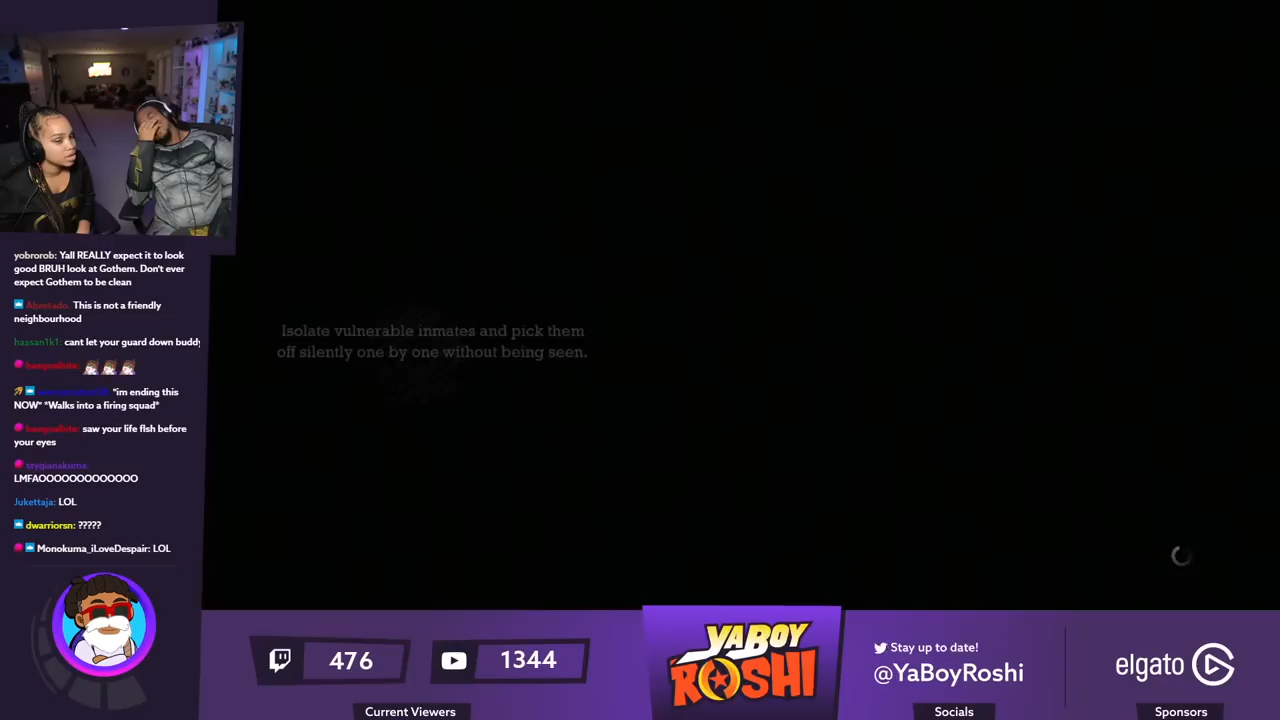 yobrorob: Yall REALLY expect it to look
good BRUH look at Gothem. Don't ever
expect Gothem to be clean
This is not a friendly
neighbourhood
hassan1k1: cant let your guard down buddy
"im ending this
NOW" *Walks into a firing squad*
saw your life flsh before
your eyes
stygianakuma:
LMFAOOOOOOOOOOOOO
Jukettaja: LOL
dwarriorsn: ?????
Monokuma_iLoveDespair: LOL
Isolate vulnerable inmates and pick them
off silently one by one without being seen.
476
1344
Current Viewers
YABOY
ROSHI
Stay up to date!
@YaBoyRoshi
Socials
elgato
Sponsors